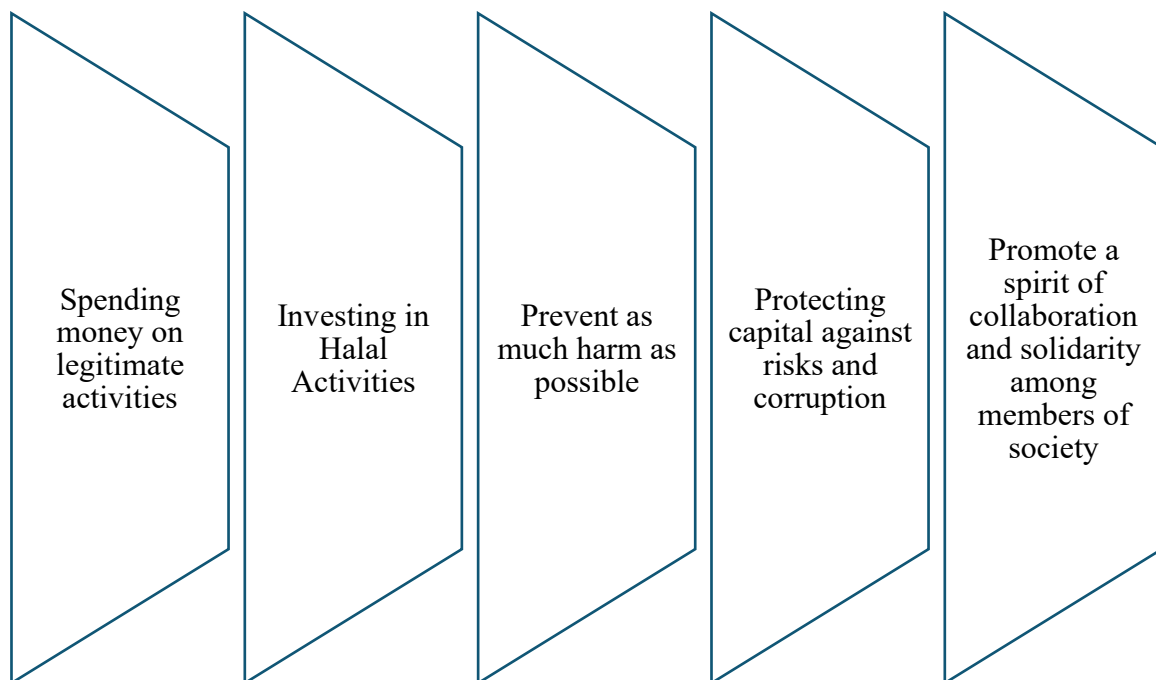 Spending
money on
legitimate
activities
Investing in
Halal
Activities
Prevent as
much harm as
possible
Protecting
capital against
risks and
corruption
Promote a
spirit of
collaboration
and solidarity
among
members of
society